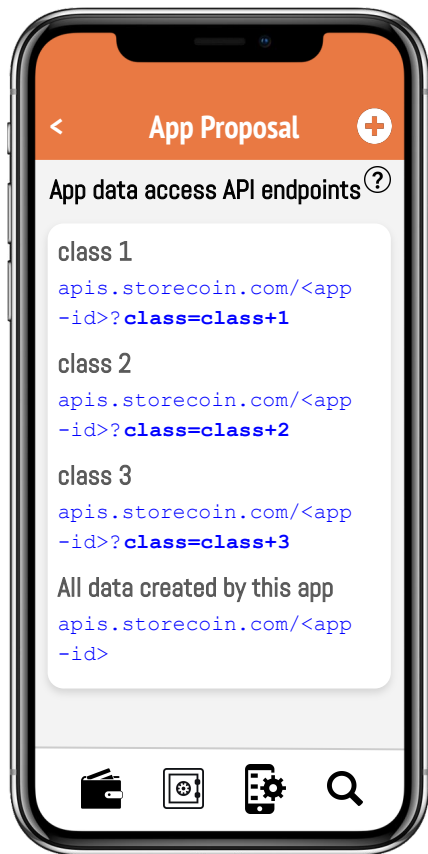 < App Proposal
App data access API endpoints ?
class 1
apis.storecoin.com/<app
-id>?class=class+1
class 2
apis.storecoin.com/<app
-id>?class=class+2
class 3
apis.storecoin.com/<app
-id>?class=class+3
All data created by this app
apis.storecoin.com/<app
-id>